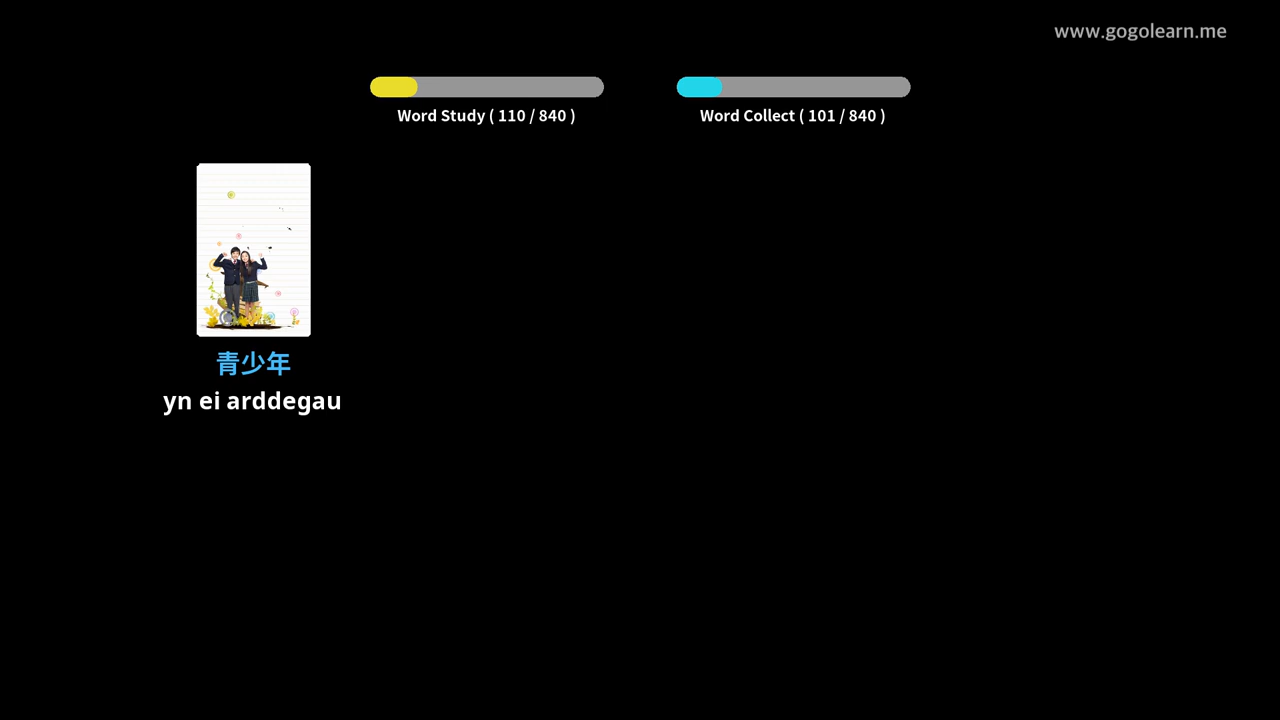 www.gogolearn.me
Word Study ( 110 / 840 )
Word Collect ( 101 / 840 )
青少年
yn ei arddegau